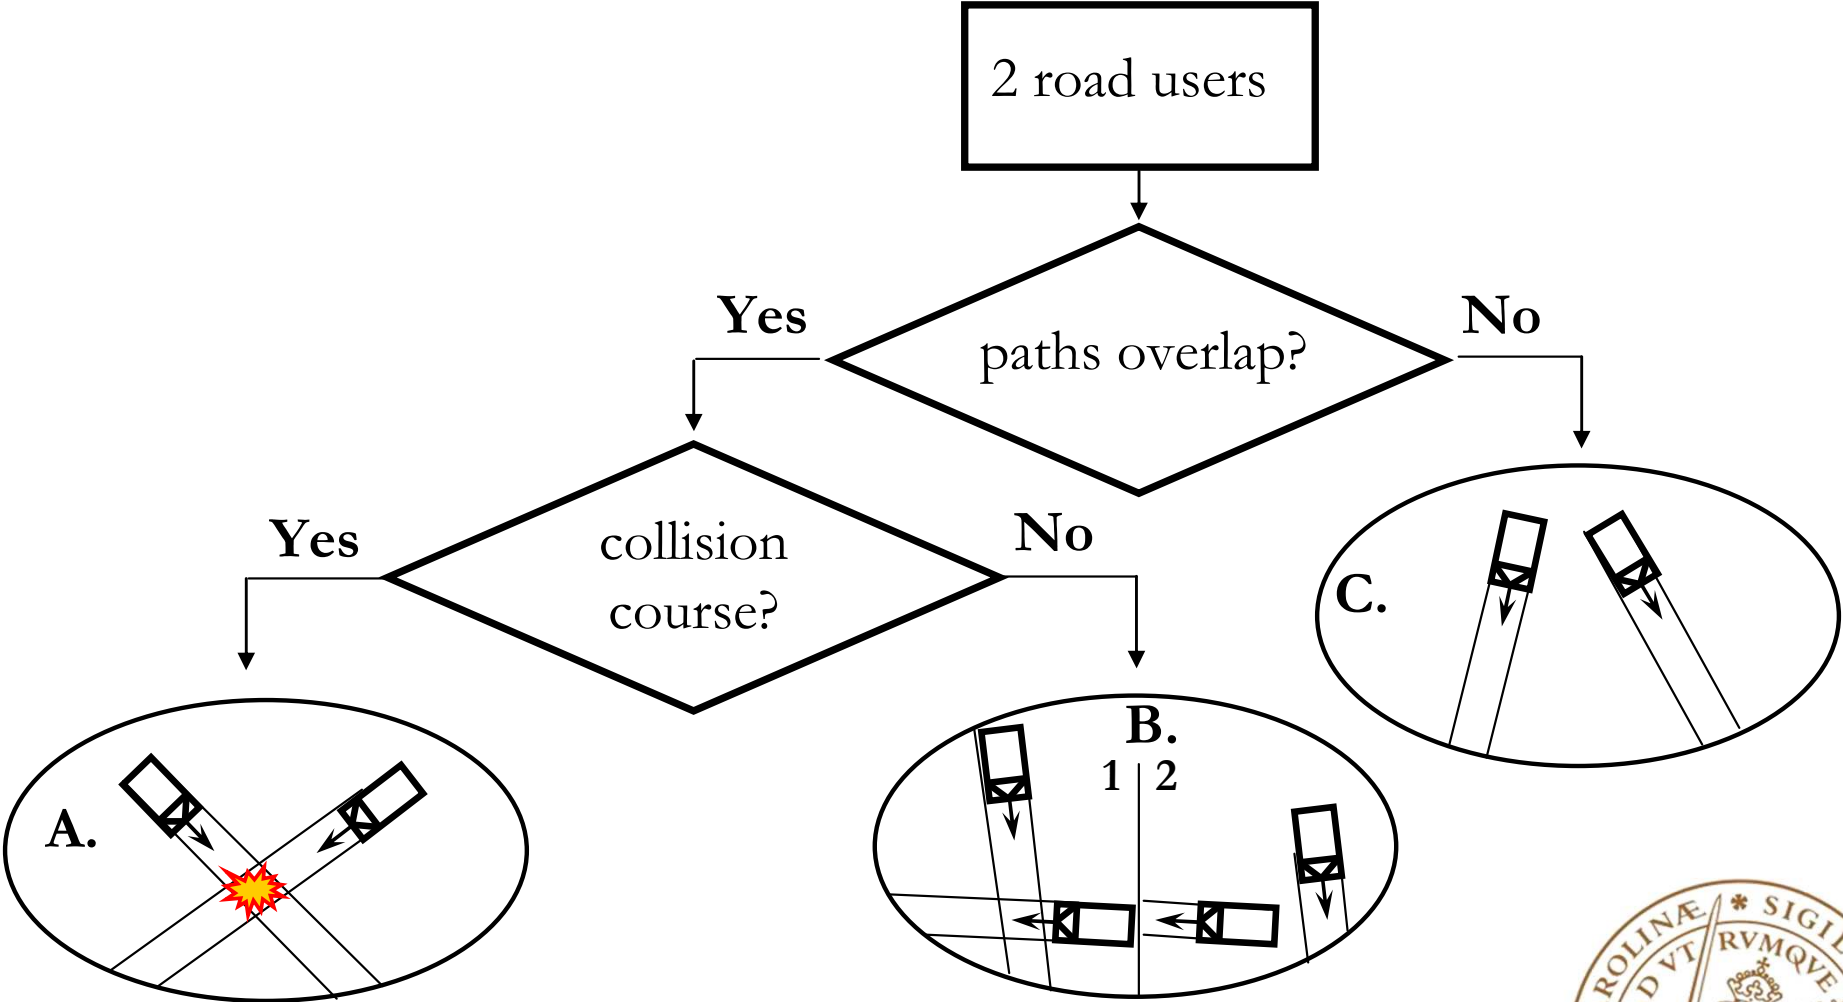 2 road users
paths overlap?
Yes
No
collision
course?
Yes
No
A.
B.
1 2
C.
ROLINÆ * SIGI
D VT RVMQVE